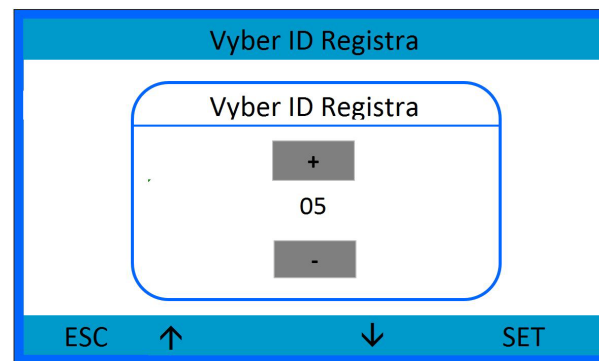 Vyber ID Registra
Vyber ID Registra
+
05
-
ESC ↑ ↓ SET